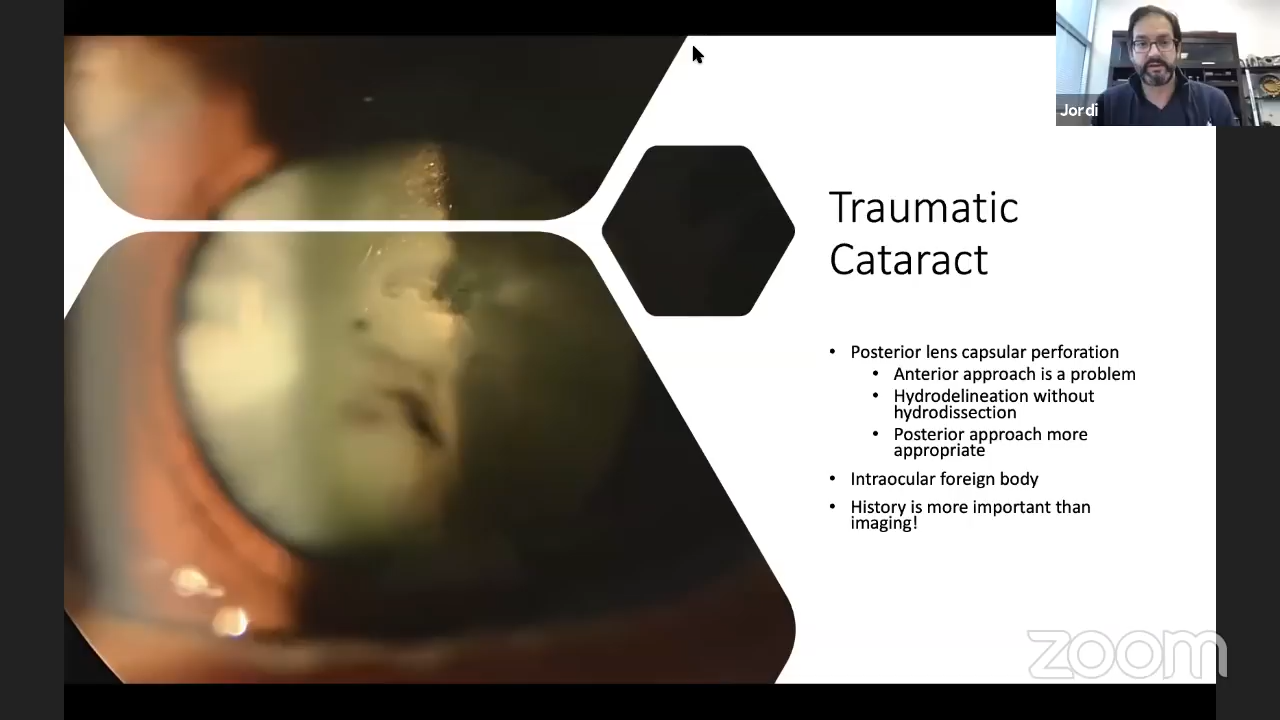 Jordi
Traumatic
Cataract
• Posterior lens capsular perforation
• Anterior approach is a problem
• Hydrodelineation without
hydrodissection
• Posterior approach more
appropriate
• Intraocular foreign body
• History is more important than
imaging!
zoom